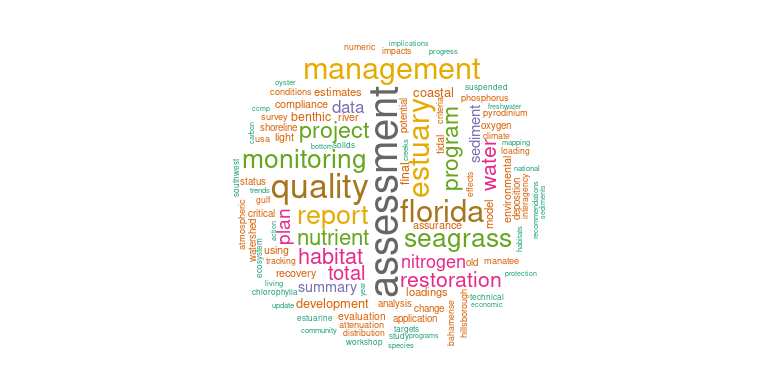 implications
numeric
impacts
progress
management
oyster
conditions
estimates
coastal
suspended
phosphorus
ccmp
compliance
data
potential
criteria
freshwater
pyrodinium
survey
benthic
river
carbon
shoreline
project
assessment
estuary
program
sediment
oxygen
climate
usa
light
bottom
solids
tidal
water
mapping
loading
monitoring
creeks
southwest
status
quality
final
effects
environmental
deposition
interagency
national
trends
gulf
recommendations
sediments
atmospheric
critical
plan
report
florida
model
watershed
action
nutrient
assurance
seagrass
habitats
ecosystem
using
tracking
habitat
nitrogen
old
manatee
recovery
total
restoration
protection
living
chlorophylla
summary
year
loadings
technical
update
development
analysis
change
economic
hillsborough
bahamense
estuarine
evaluation
application
attenuation
community
distribution
targets
study
programs
workshop
species